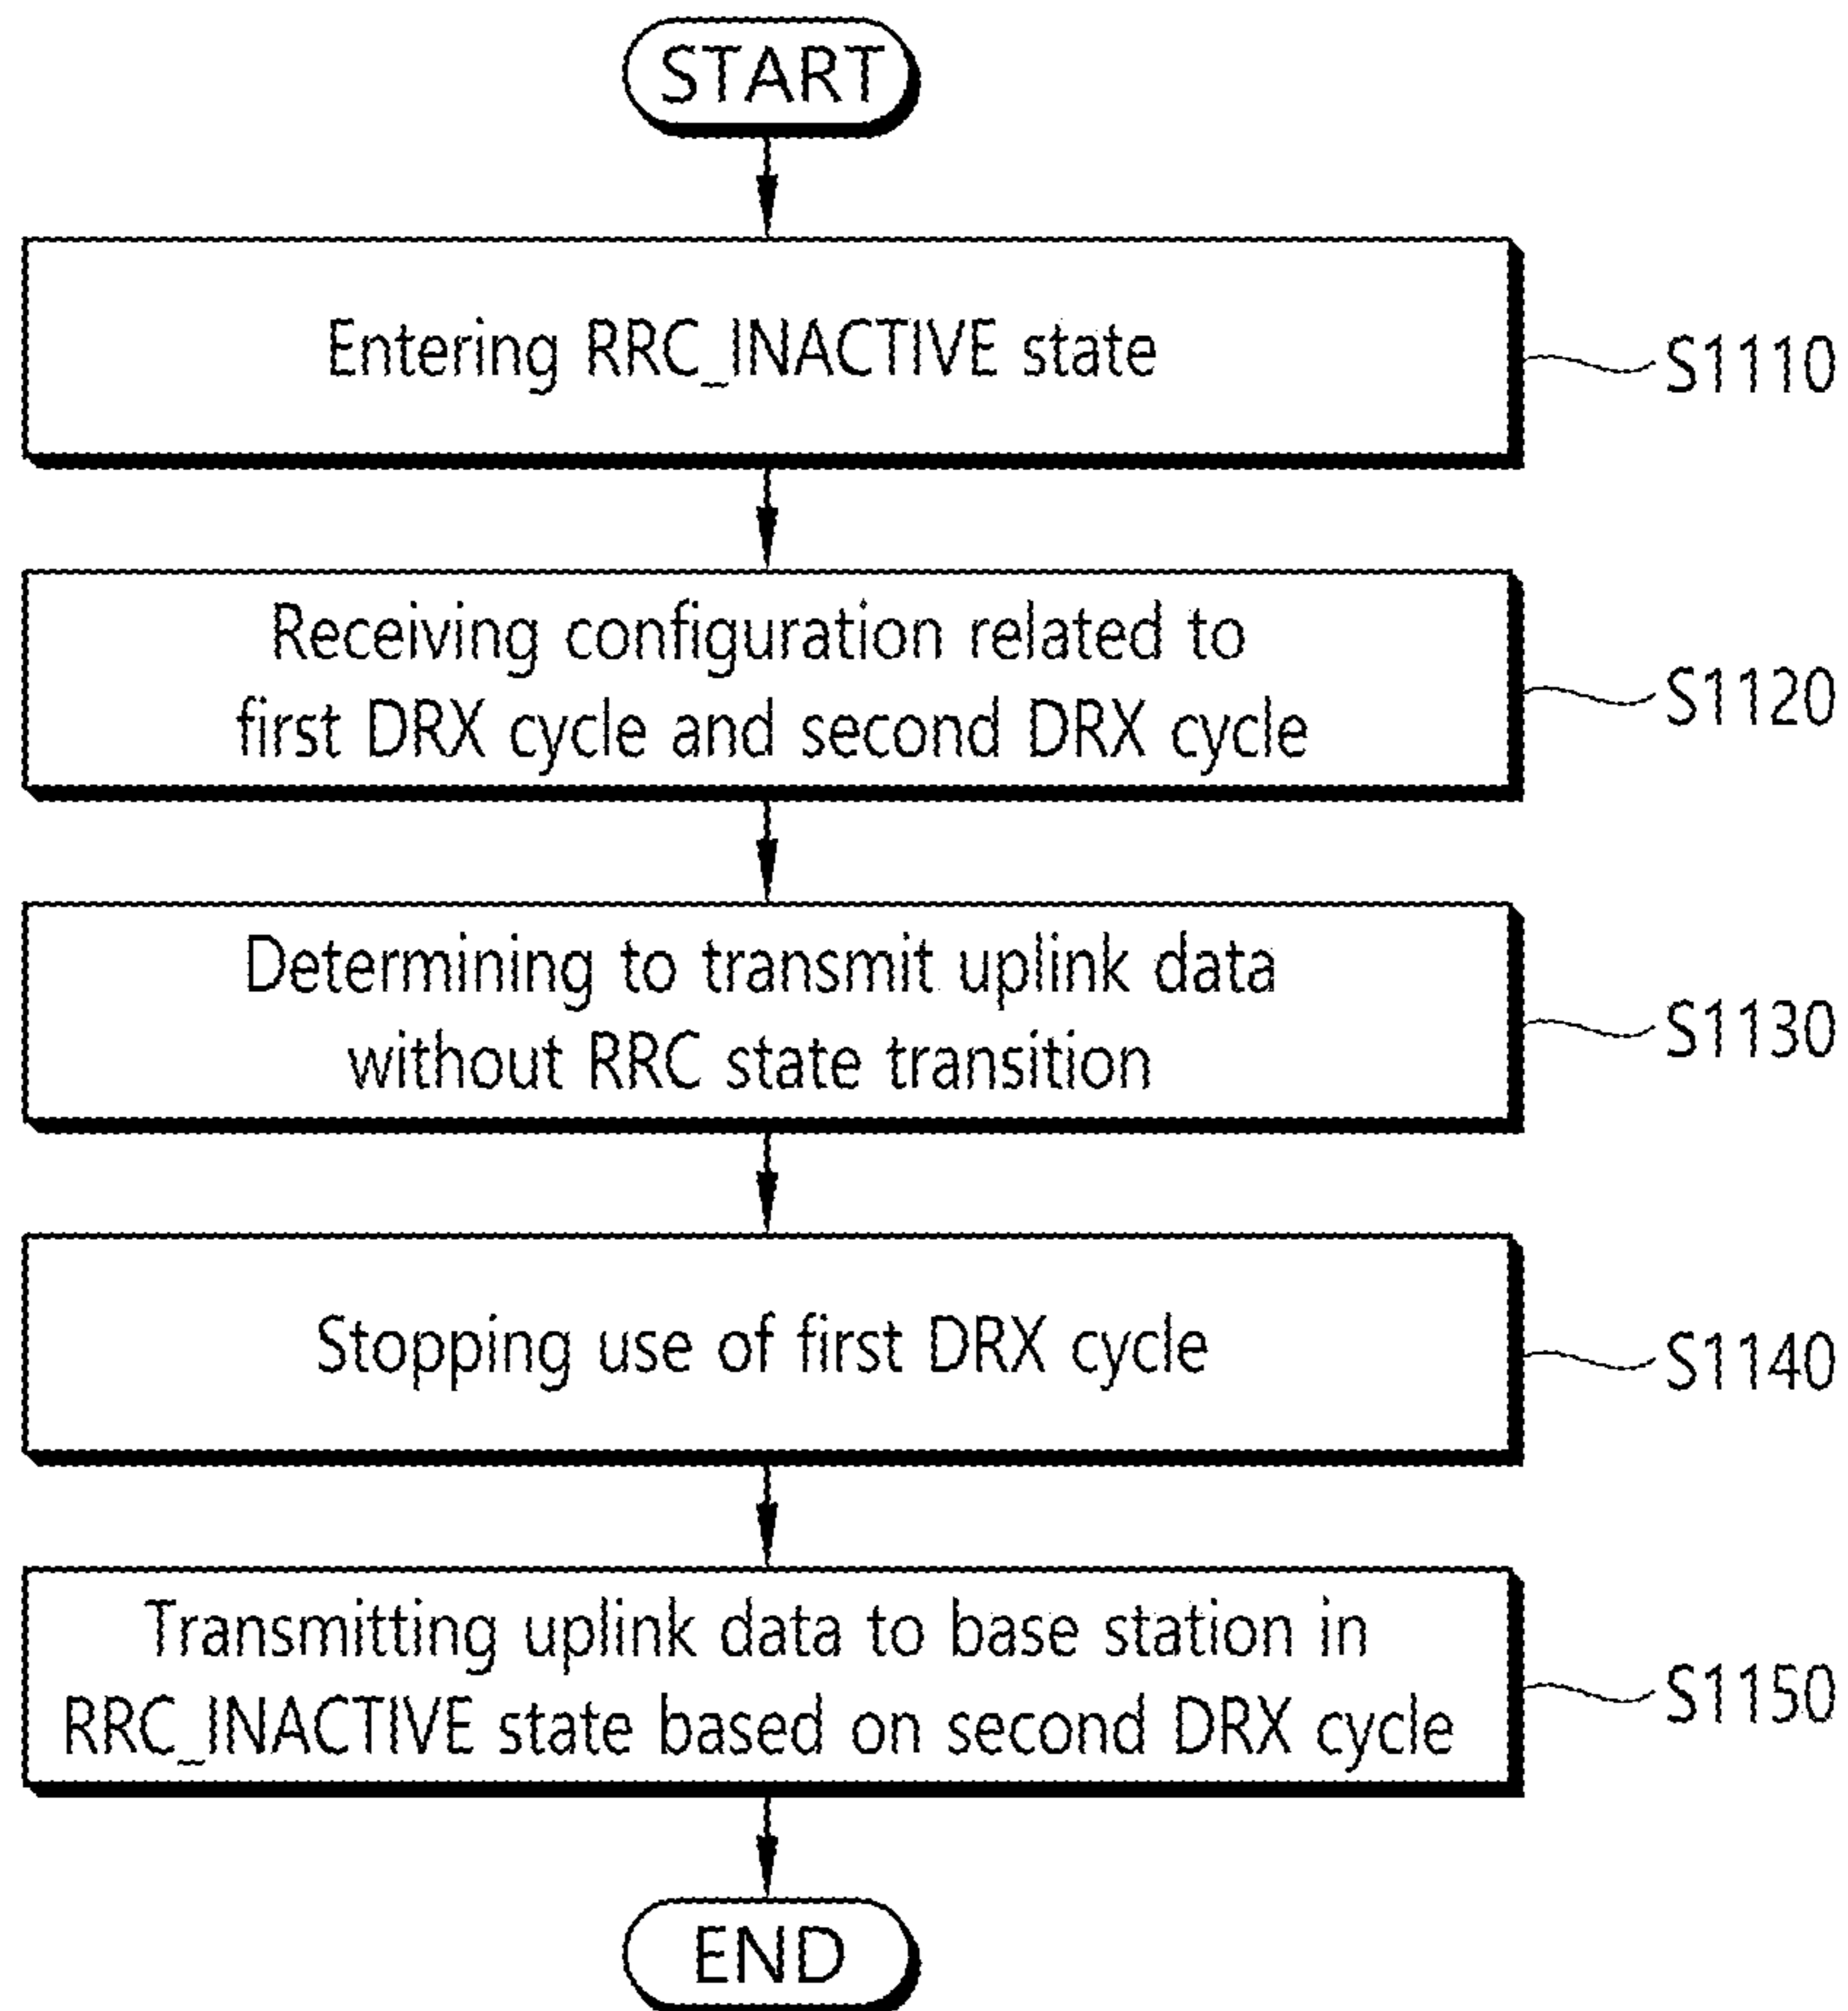 START
Entering RRC_INACTIVE state
S1110
Receiving configuration related to
first DRX cycle and second DRX cycle
S1120
Determining to transmit uplink data
without RRC state transition
S1130
Stopping use of first DRX cycle
S1140
Transmitting uplink data to base station in
RRC_INACTIVE state based on second DRX cycle
S1150
END